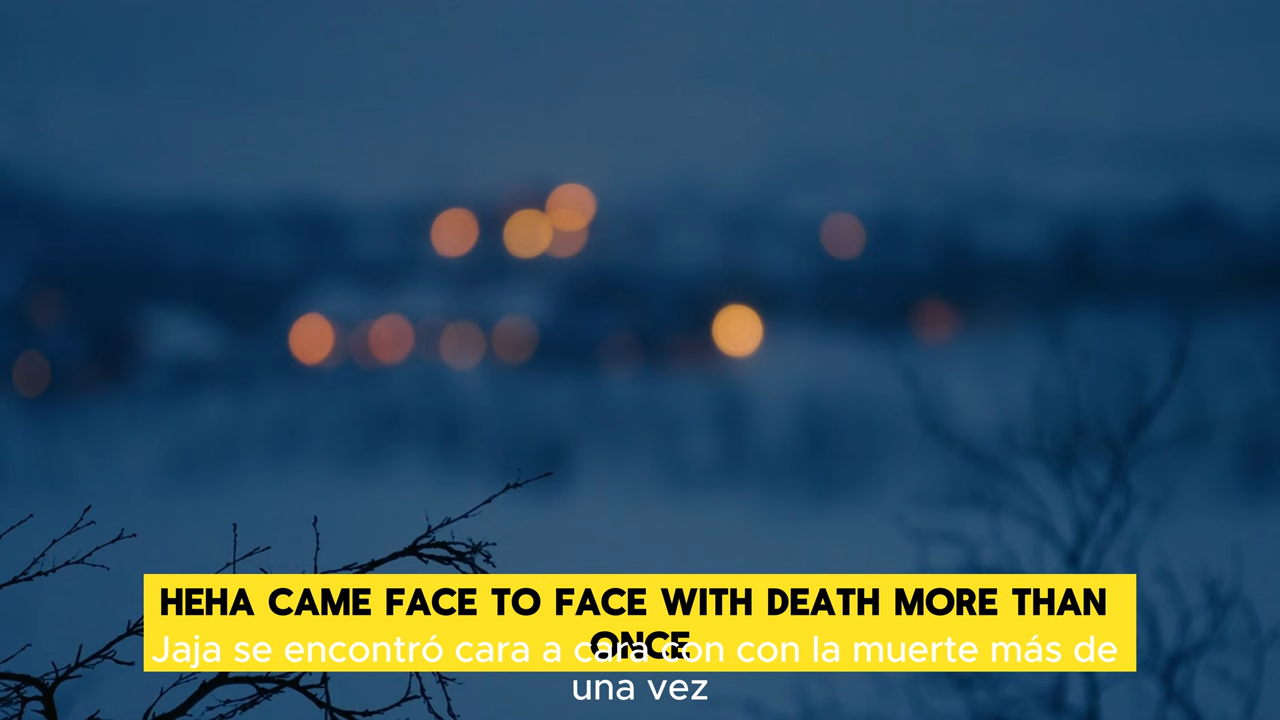 HEHA CAME FACE TO FACE WITH DEATH MORE THAN
ONCE
Jaja se encontró cara a cara con con la muerte más de
una vez